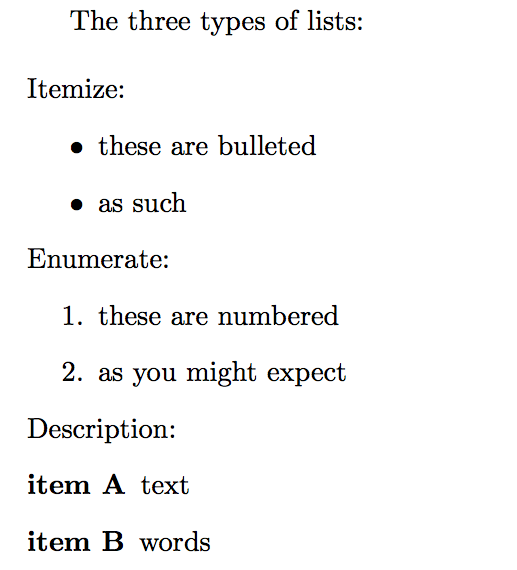 The three types of lists:
Itemize:
• these are bulleted
• as such
Enumerate:
1. these are numbered
2. as you might expect
Description:
item A text
item B words